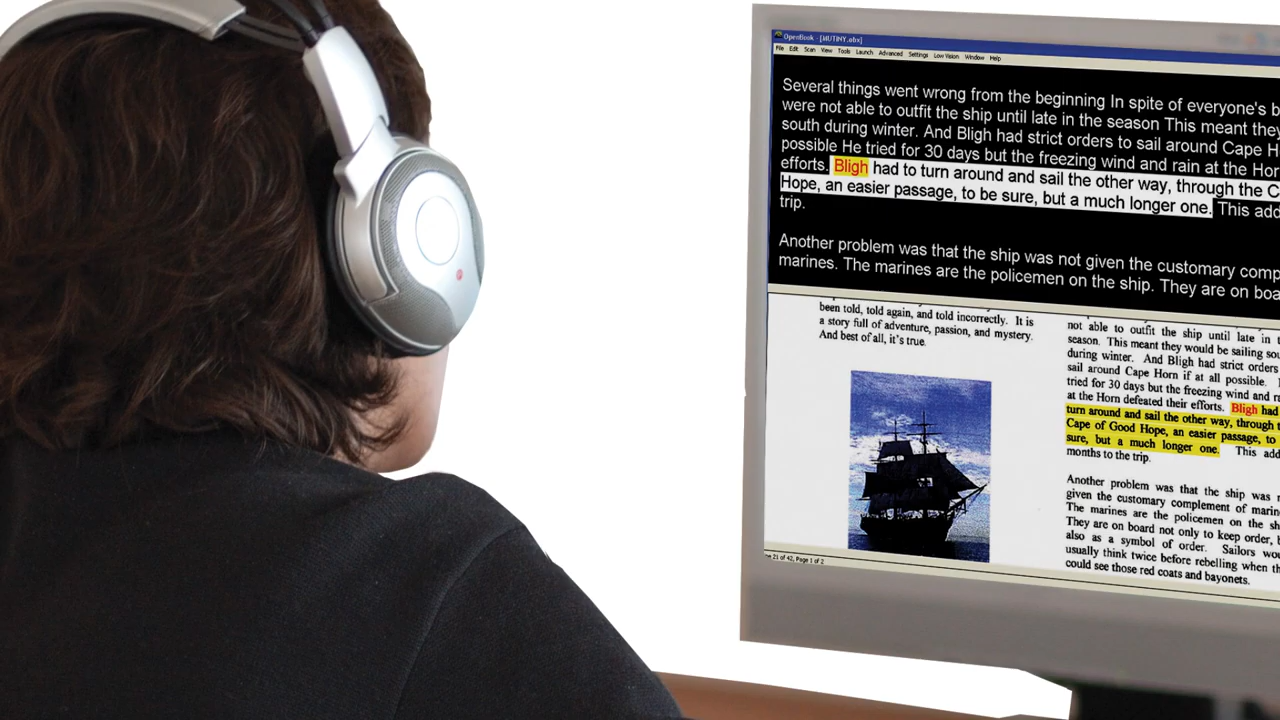 OpenBook - [MUTINY.obx]
File Edit Scan View Tools Launch Advanced Settings Low Vision Window Help
Several things went wrong from the beginning In spite of everyone's
were not able to outfit the ship until late in the season This meant they
south during winter. And Bligh had strict orders to sail around Cape
possible He tried for 30 days but the freezing wind and rain at the
efforts. Bligh had to turn around and sail the other way, through the
Hope, an easier passage, to be sure, but a much longer one. This
trip.
Another problem was that the ship was not given the customary
marines. The marines are the policemen on the ship. They are on
been told, told again, and told incorrectly. It is
a story full of adventure, passion, and mystery.
And best of all, it's true.
not able to outfit the ship until late in
season. This meant they would be sailing
during winter. And Bligh had strict orders
sail around Cape Horn if at all possible.
tried for 30 days but the freezing wind and
at the Horn defeated their efforts. Bligh had
turn around and sail the other way, through
Cape of Good Hope, an easier passage, to
sure, but a much longer one. This
months to the trip.
Another problem was that the ship was
given the customary complement of
The marines are the policemen on the
They are on board not only to keep order,
also as a symbol of order. Sailors
usually think twice before rebelling when
could see those red coats and bayonets.
21 of 42, Page 1 of 2